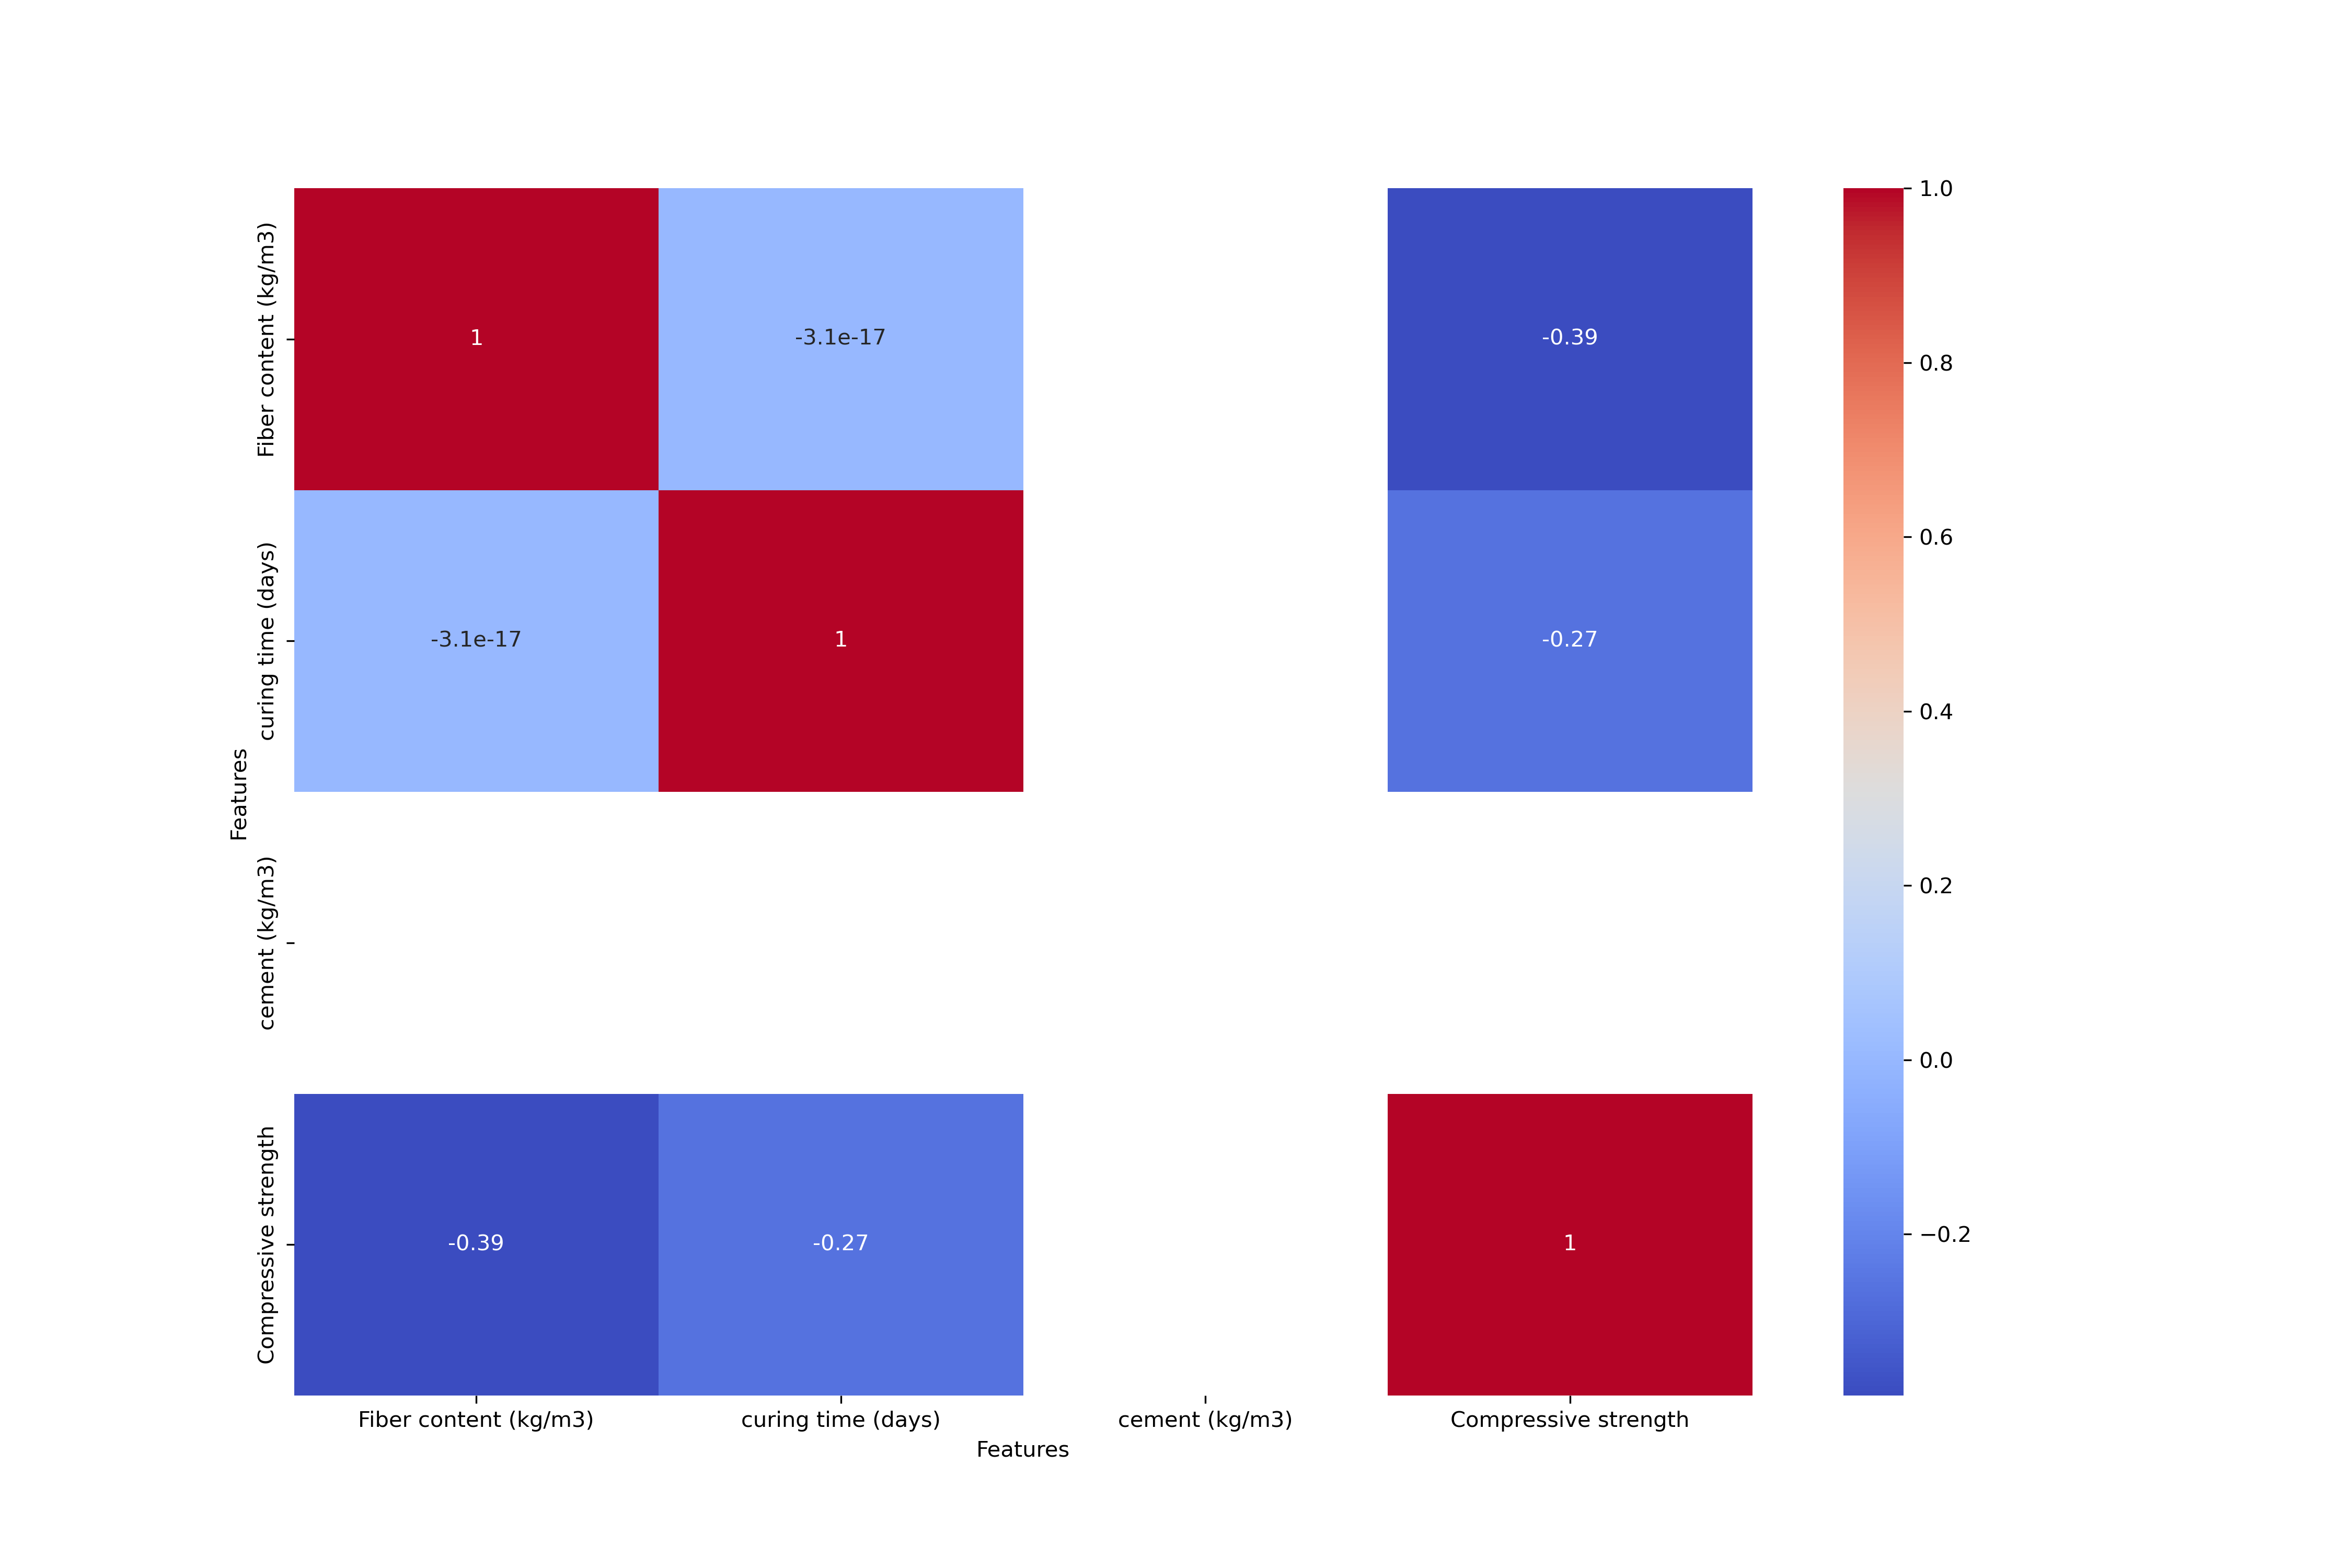 Fiber content (kg/m3)
1
-3.1e-17
-0.39
curing time (days)
-3.1e-17
1
-0.27
Features
cement (kg/m3)
Compressive strength
-0.39
-0.27
1
Fiber content (kg/m3)
curing time (days)
cement (kg/m3)
Compressive strength
Features
1.0
0.8
0.6
0.4
0.2
0.0
−0.2